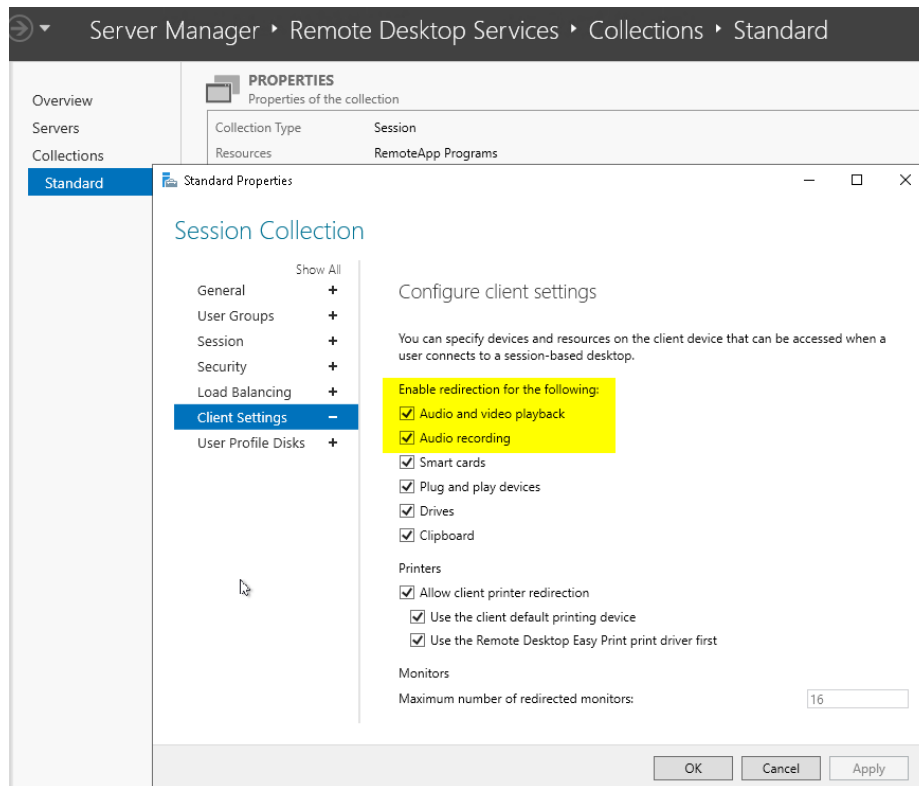 Server Manager ‣ Remote Desktop Services ‣ Collections ‣ Standard
PROPERTIES
Properties of the collection
Overview
Servers
Collections
Standard
Collection Type Session
Resources RemoteApp Programs
Standard Properties
Session Collection
Show All
General +
User Groups +
Session +
Security +
Load Balancing +
Client Settings –
User Profile Disks +
Configure client settings
You can specify devices and resources on the client device that can be accessed when a
user connects to a session-based desktop.
Enable redirection for the following:
Audio and video playback
Audio recording
Smart cards
Plug and play devices
Drives
Clipboard
Printers
Allow client printer redirection
Use the client default printing device
Use the Remote Desktop Easy Print print driver first
Monitors
Maximum number of redirected monitors: 16
OK Cancel Apply